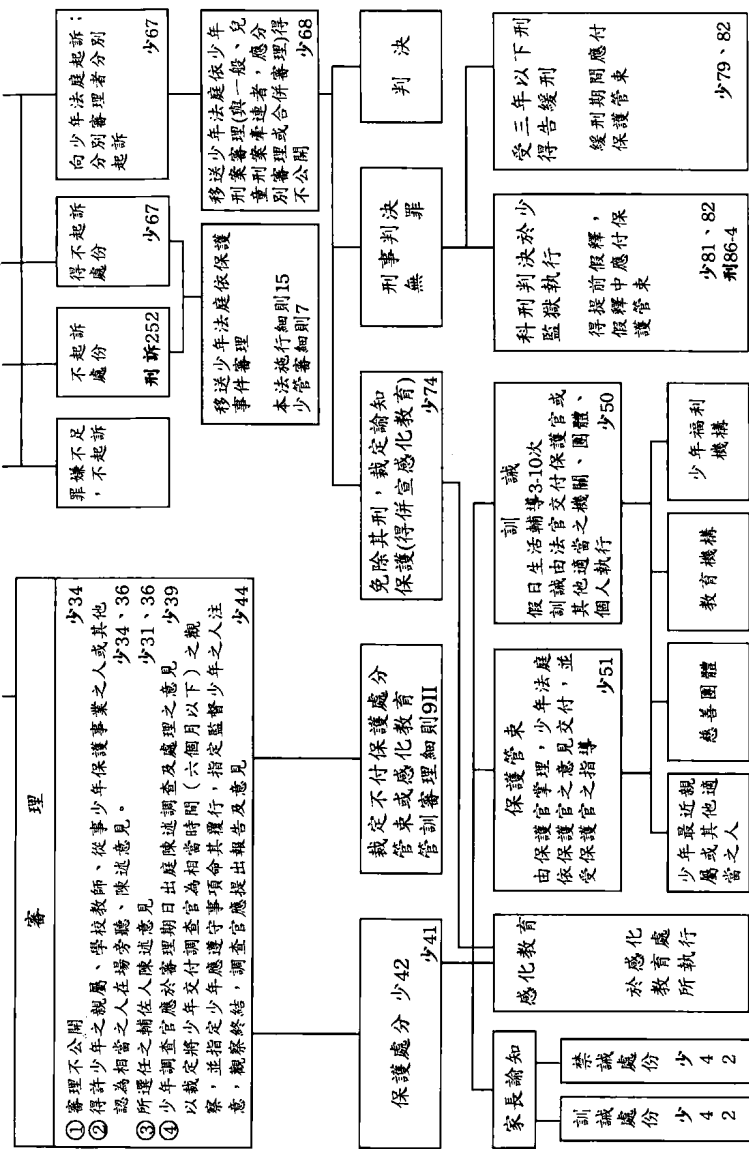 審理
① 審理不公開 少34
② 得許少年之親屬、學校教師、從事少年保護事業之人或其他
認為相當之人在場旁聽、陳述意見。 少34、36
③ 所選任之輔佐人陳述意見 少31、36
④ 少年調查官應於審理期日出庭陳述調查及處理之意見 少39
以裁定將少年交付調查官為相當時間（六個月以下）之觀
察，並指定少年應遵守事項命其履行，指定監督少年之人注
意，觀察終結，調查官應提出報告及意見 少44
罪嫌不足
，不起訴
不起訴
處份
刑訴252
得不起訴
處份
少67
向少年法庭起訴；
分別審理者分別
起訴
少67
移送少年法庭依保護
事件審理
本法施行細則15
少管審細則7
移送少年法庭依少年
刑案審理(與一般、兒
童刑案牽連者，應分
別審理或合併審理)得
不公開 少68
保護處分 少42
少41
裁定不付保護處分
管束或感化教育
管訓審理細則9II
免除其刑，裁定諭知
保護(得併宣感化教育)
少74
刑事判決
無罪
判決
家長諭知
訓誡
處份
少
4
2
禁誡
處份
少
4
2
感化教育
於感化
教育處
所執行
保護管束
由保護官掌理，少年法庭
依保護官之意見交付，並
受保護官之指導
少51
少年最近親
屬或其他適
當之人
慈善團體
教育機構
少年福利
機構
訓誡
假日生活輔導3-10次
訓誡由法官交付保護官或
其他適當之機關、團體、
個人執行
少50
科刑判決於少
監獄執行
得提前假釋，
假釋中應付保
護管束
少81、82
刑86-4
受三年以下刑
得告緩刑
緩刑期間應付
保護管束
少79、82